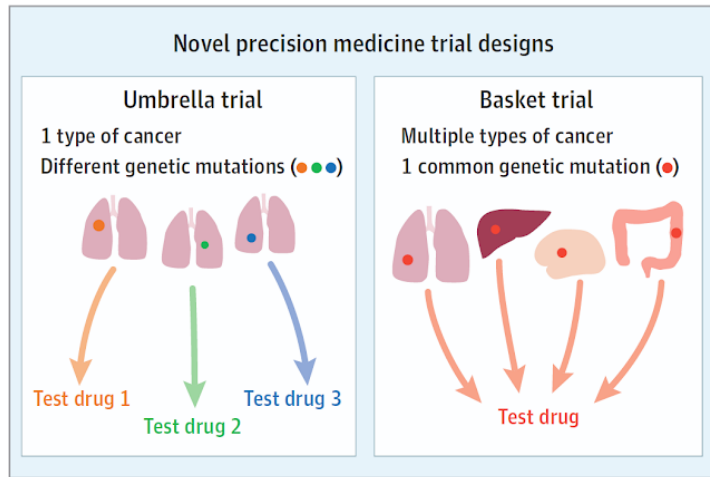 Novel precision medicine trial designs
Umbrella trial
1 type of cancer
Different genetic mutations ( )
Test drug 1
Test drug 2
Test drug 3
Basket trial
Multiple types of cancer
1 common genetic mutation ( )
Test drug